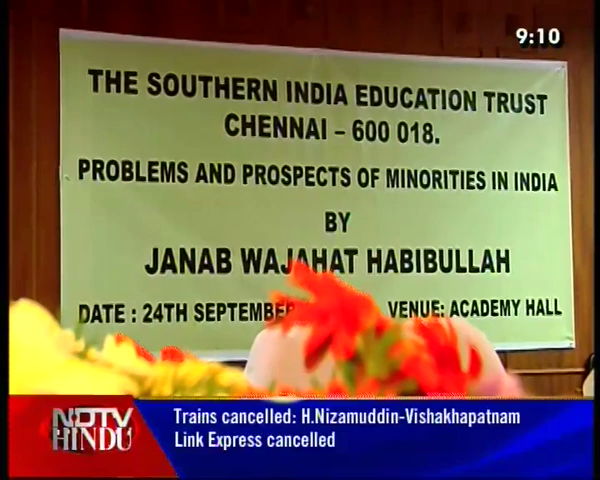 9:10
THE SOUTHERN INDIA EDUCATION TRUST
CHENNAI – 600 018.
PROBLEMS AND PROSPECTS OF MINORITIES IN INDIA
BY
JANAB WAJAHAT HABIBULLAH
DATE : 24TH SEPTEMBE VENUE: ACADEMY HALL
NDTV HINDU
Trains cancelled: H.Nizamuddin-Vishakhapatnam
Link Express cancelled